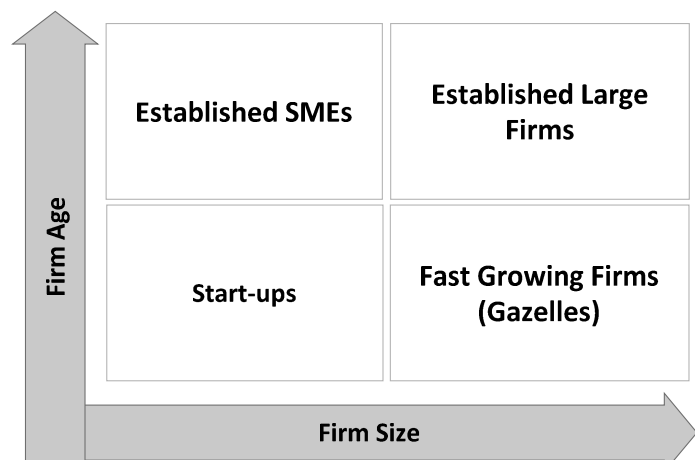 Established SMEs
Established Large
Firms
Firm Age
Start-ups
Fast Growing Firms
(Gazelles)
Firm Size